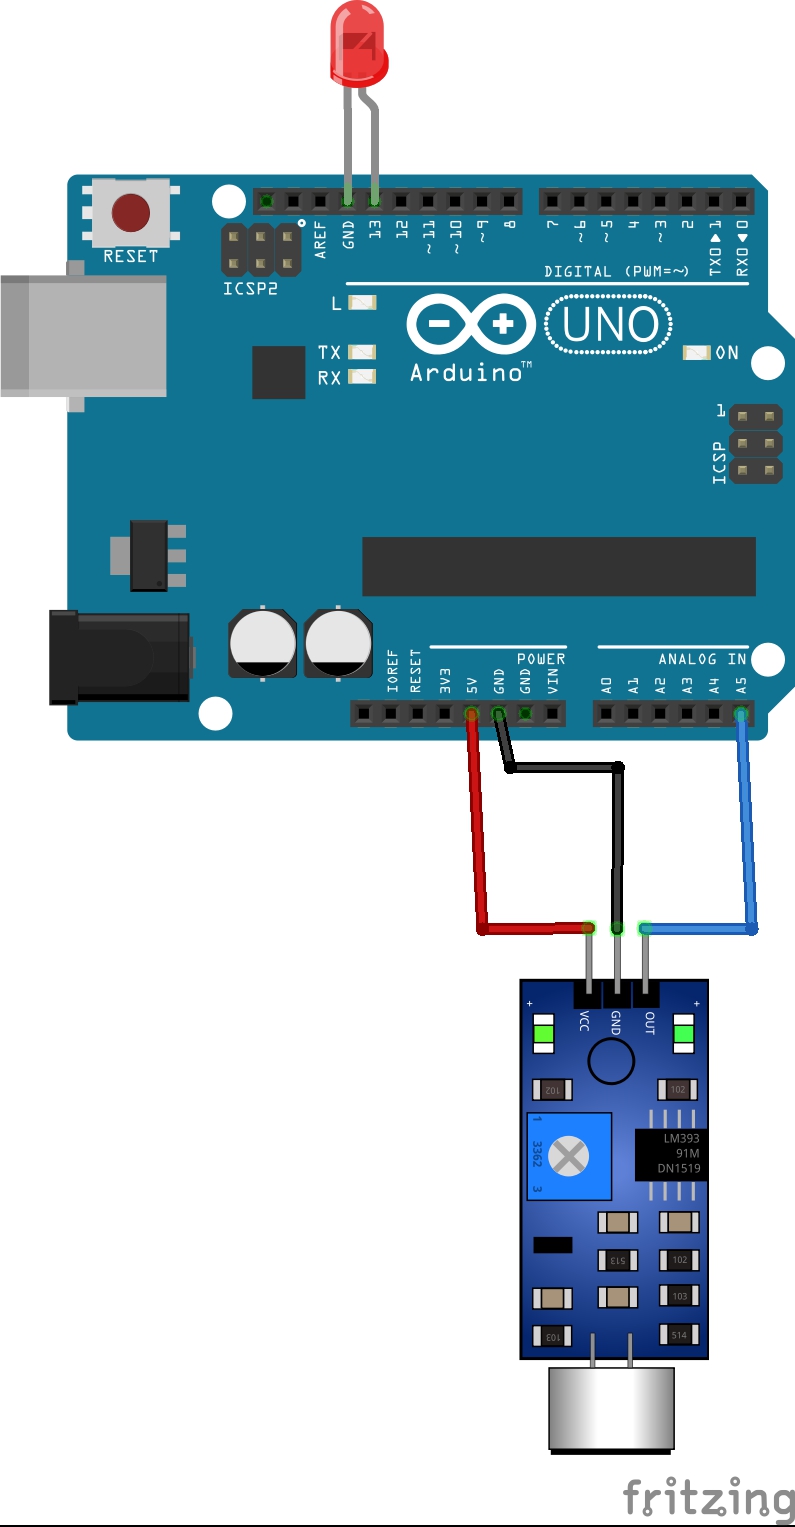 RESET
ICSP2
AREF
GND
13
12
~11
~10
~9
8
7
~6
~5
4
~3
2
TX0▶1
RX0◀0
DIGITAL (PWM=~)
L
TX
RX
Arduino™
UNO
ON
1
ICSP
IOREF
RESET
3V3
5V
GND
GND
VIN
POWER
A0
A1
A2
A3
A4
A5
ANALOG IN
+
VCC
GND
OUT
+
102
102
1
3362
3
LM393
91M
DN1519
513
102
103
103
514
fritzing